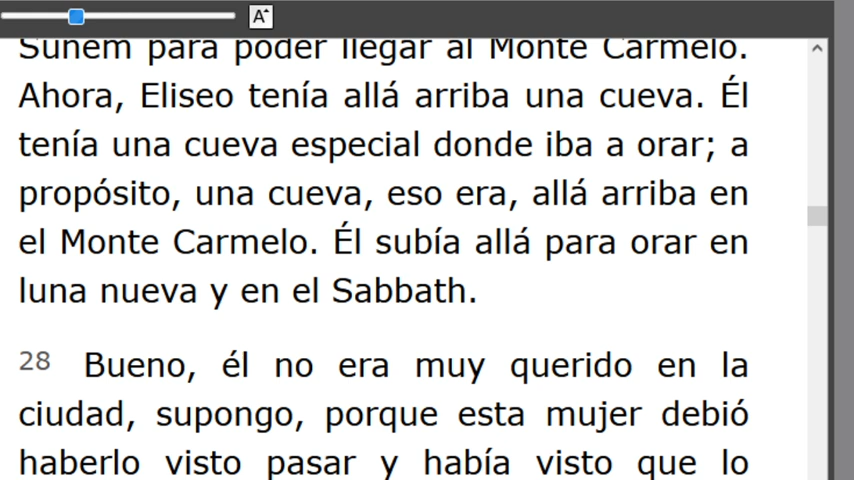 A
Sunem para poder llegar al Monte Carmelo.
Ahora, Eliseo tenía allá arriba una cueva. Él
tenía una cueva especial donde iba a orar; a
propósito, una cueva, eso era, allá arriba en
el Monte Carmelo. Él subía allá para orar en
luna nueva y en el Sabbath.
28 Bueno, él no era muy querido en la
ciudad, supongo, porque esta mujer debió
haberlo visto pasar y había visto que lo